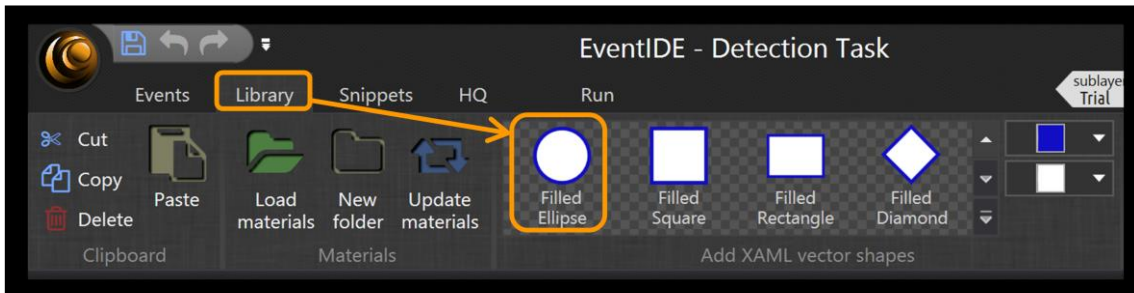 EventIDE - Detection Task
Events Library Snippets HQ Run
Trial
Cut
Copy
Delete
Paste
Clipboard
Load
materials
New
folder
Update
materials
Materials
Filled
Ellipse
Filled
Square
Filled
Rectangle
Filled
Diamond
Add XAML vector shapes